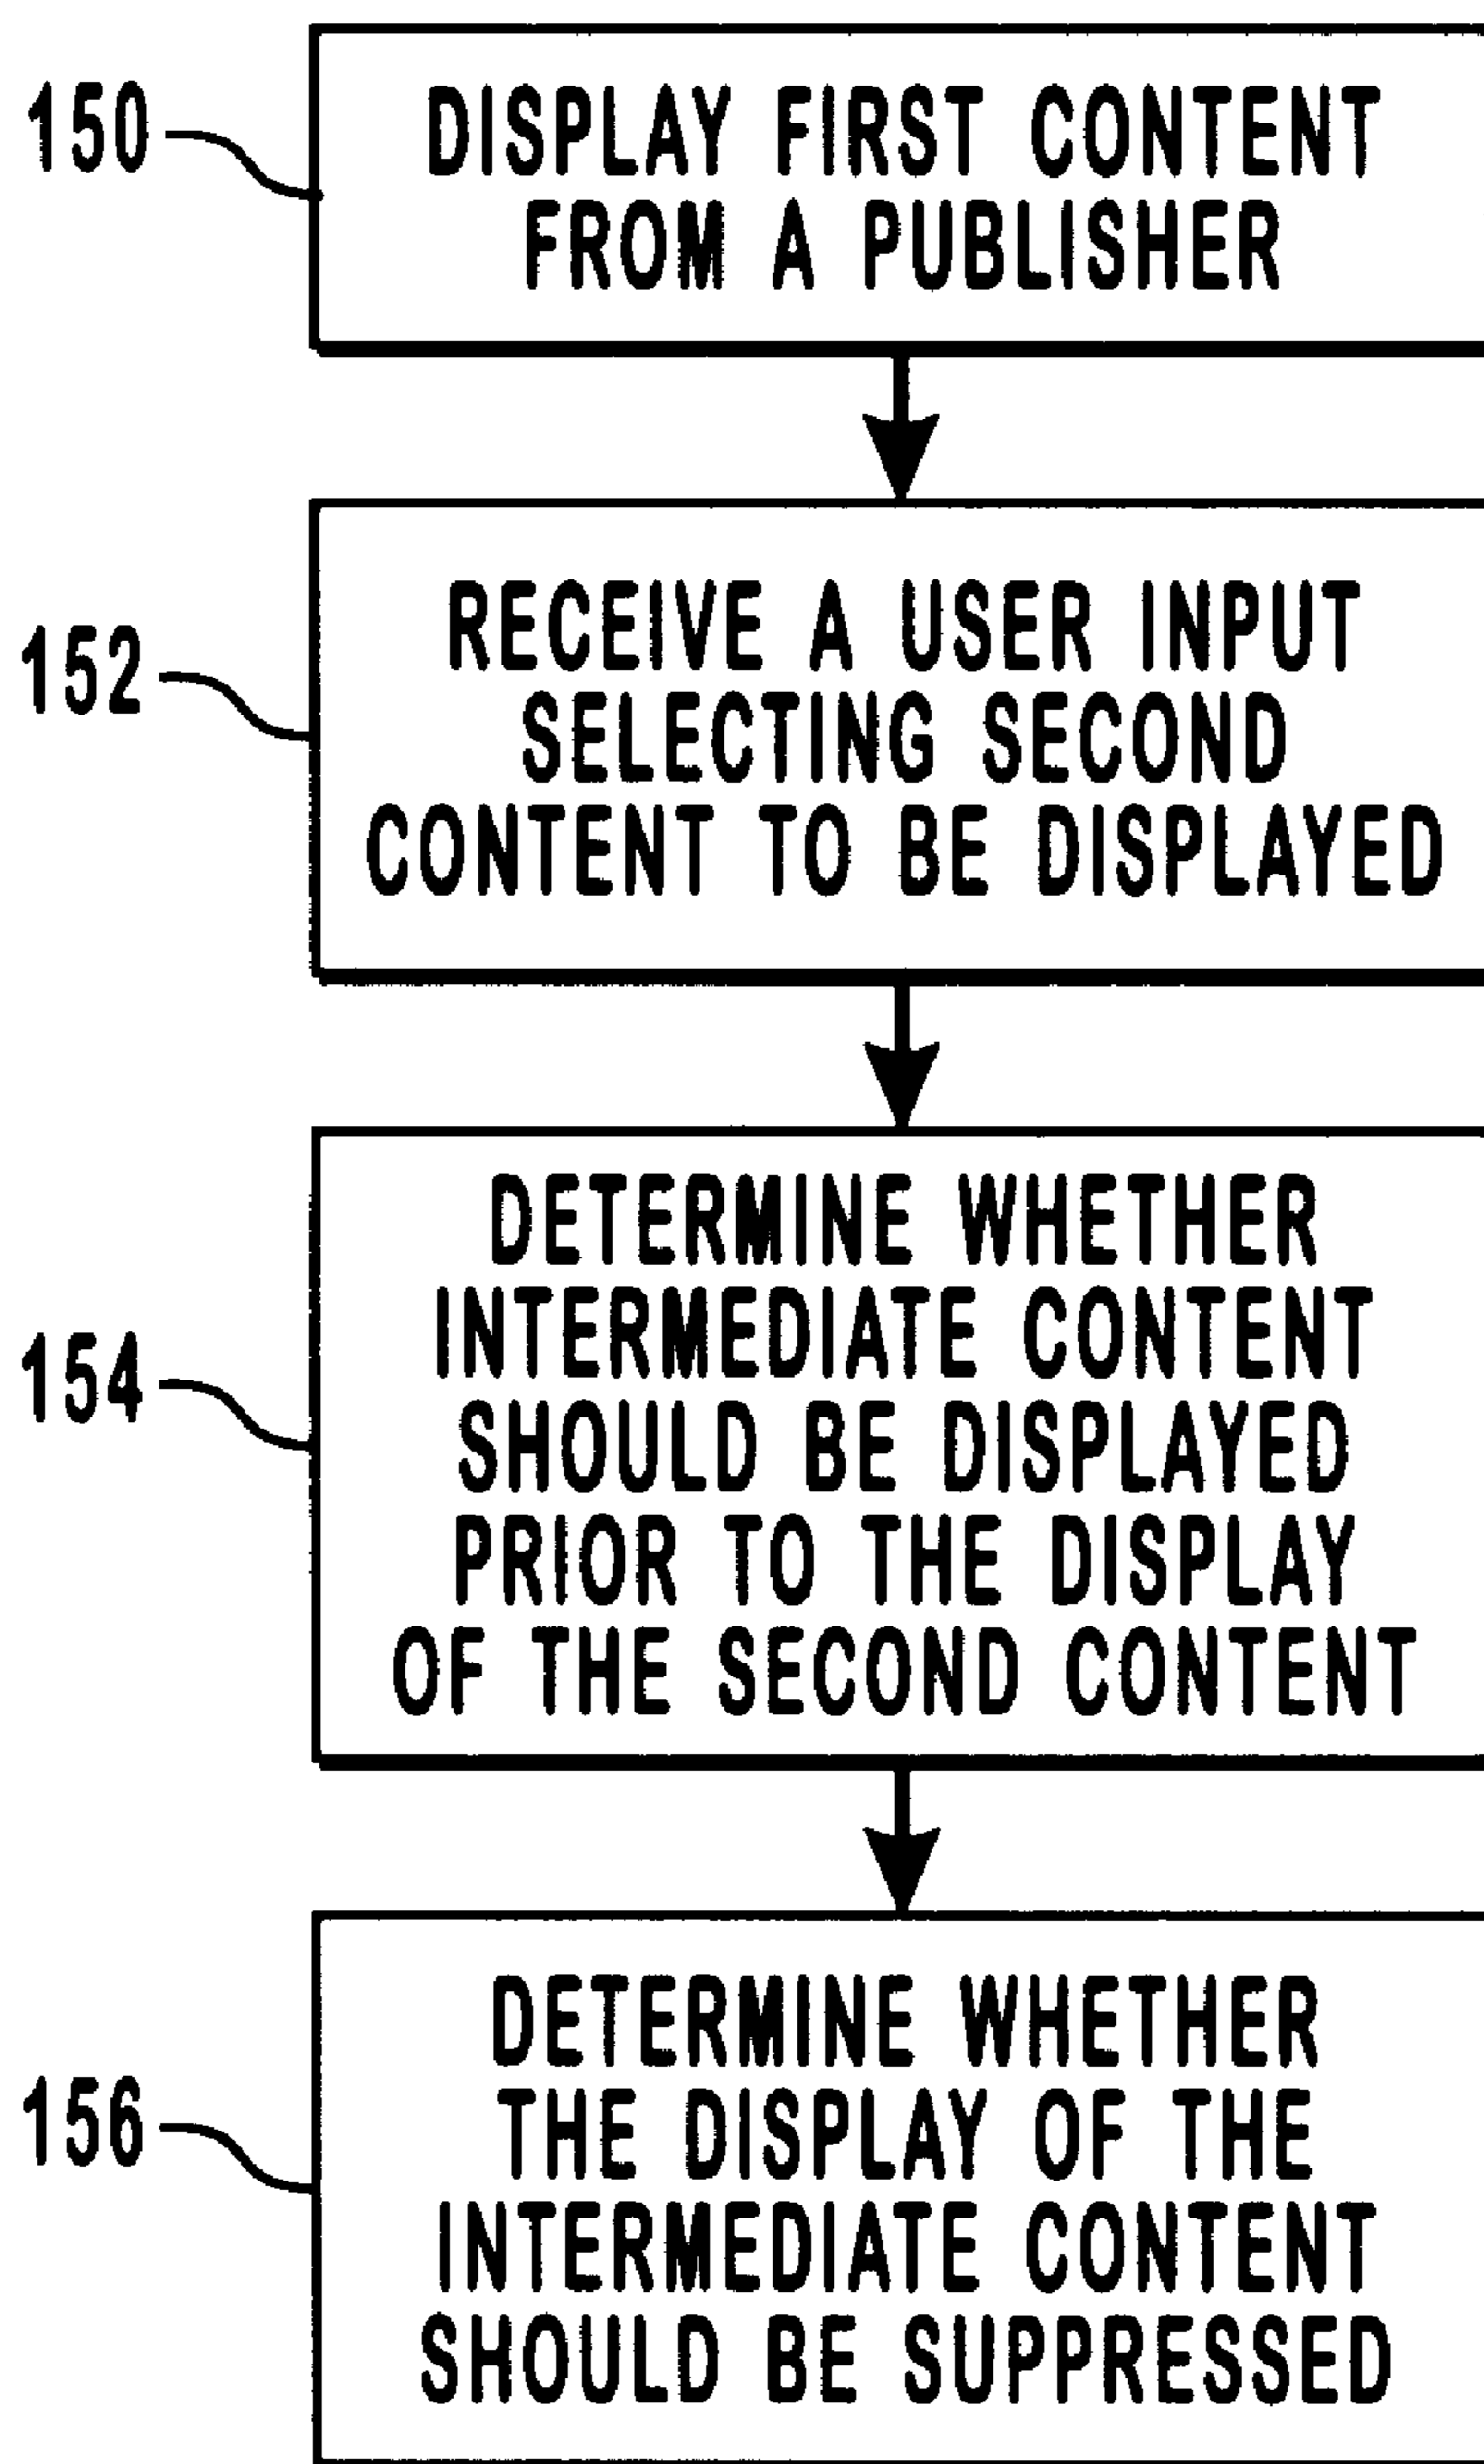 150
DISPLAY FIRST CONTENT
FROM A PUBLISHER
152
RECEIVE A USER INPUT
SELECTING SECOND
CONTENT TO BE DISPLAYED
154
DETERMINE WHETHER
INTERMEDIATE CONTENT
SHOULD BE DISPLAYED
PRIOR TO THE DISPLAY
OF THE SECOND CONTENT
156
DETERMINE WHETHER
THE DISPLAY OF THE
INTERMEDIATE CONTENT
SHOULD BE SUPPRESSED